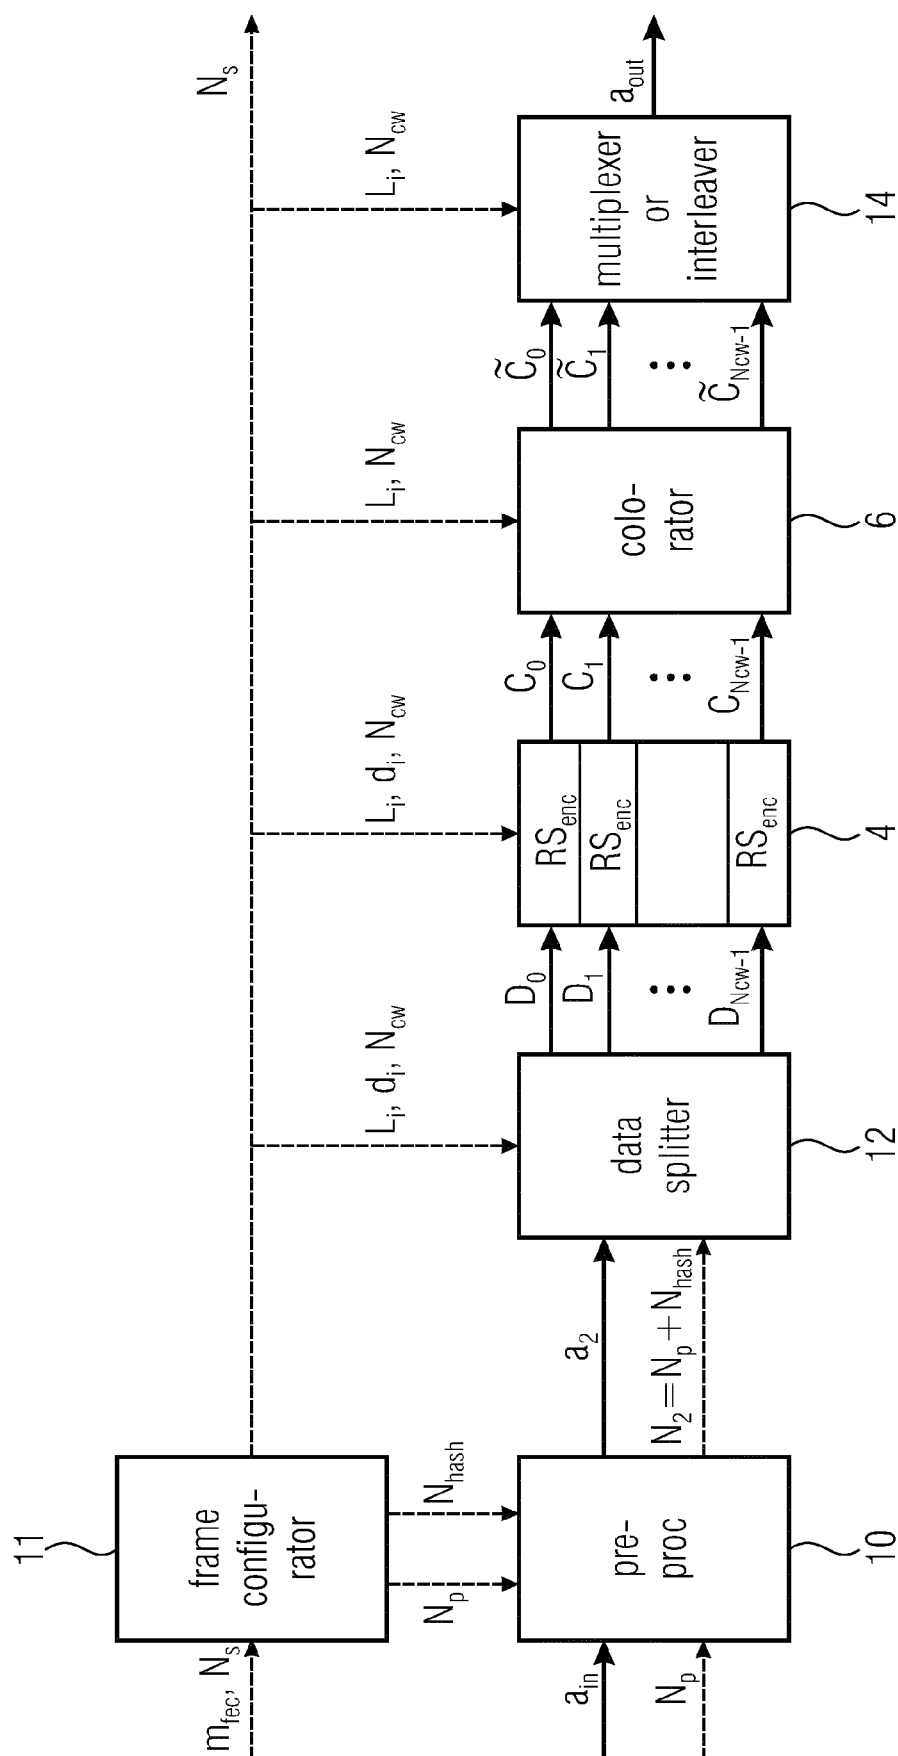 m_fec, N_s
11
frame
configu-
rator
N_s
N_p
N_hash
a_in
N_p
pre-
proc
10
a_2
N_2=N_p+N_hash
L_i, d_i, N_cw
data
splitter
12
D_0
D_1
•••
D_Ncw-1
L_i, d_i, N_cw
RS_enc
RS_enc
RS_enc
4
C_0
C_1
•••
C_Ncw-1
L_i, N_cw
colo-
rator
6
C̃_0
C̃_1
•••
C̃_Ncw-1
L_i, N_cw
multiplexer
or
interleaver
14
a_out